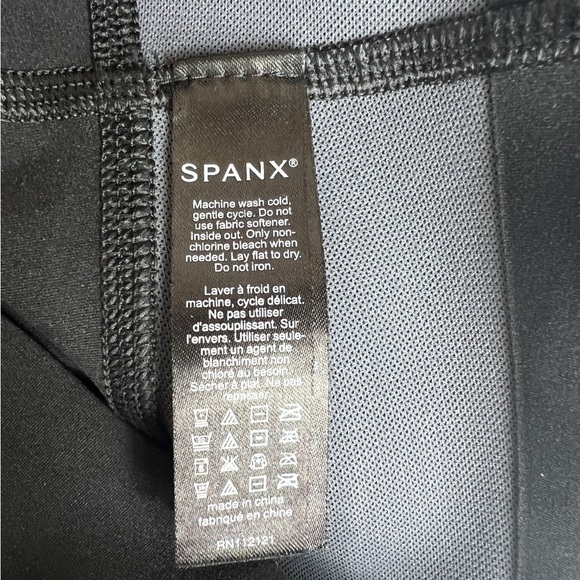 SPANX®
Machine wash cold,
gentle cycle. Do not
use fabric softener.
Inside out. Only non-
chlorine bleach when
needed. Lay flat to dry.
Do not iron.
Laver à froid en
machine, cycle délicat.
Ne pas utiliser
d'assouplissant. Sur
l'envers. Utiliser seule-
ment un agent de
blanchiment non
chloré au besoin.
Sécher à plat. Ne pas
repasser.
made in china
fabriqué en china
RN112121